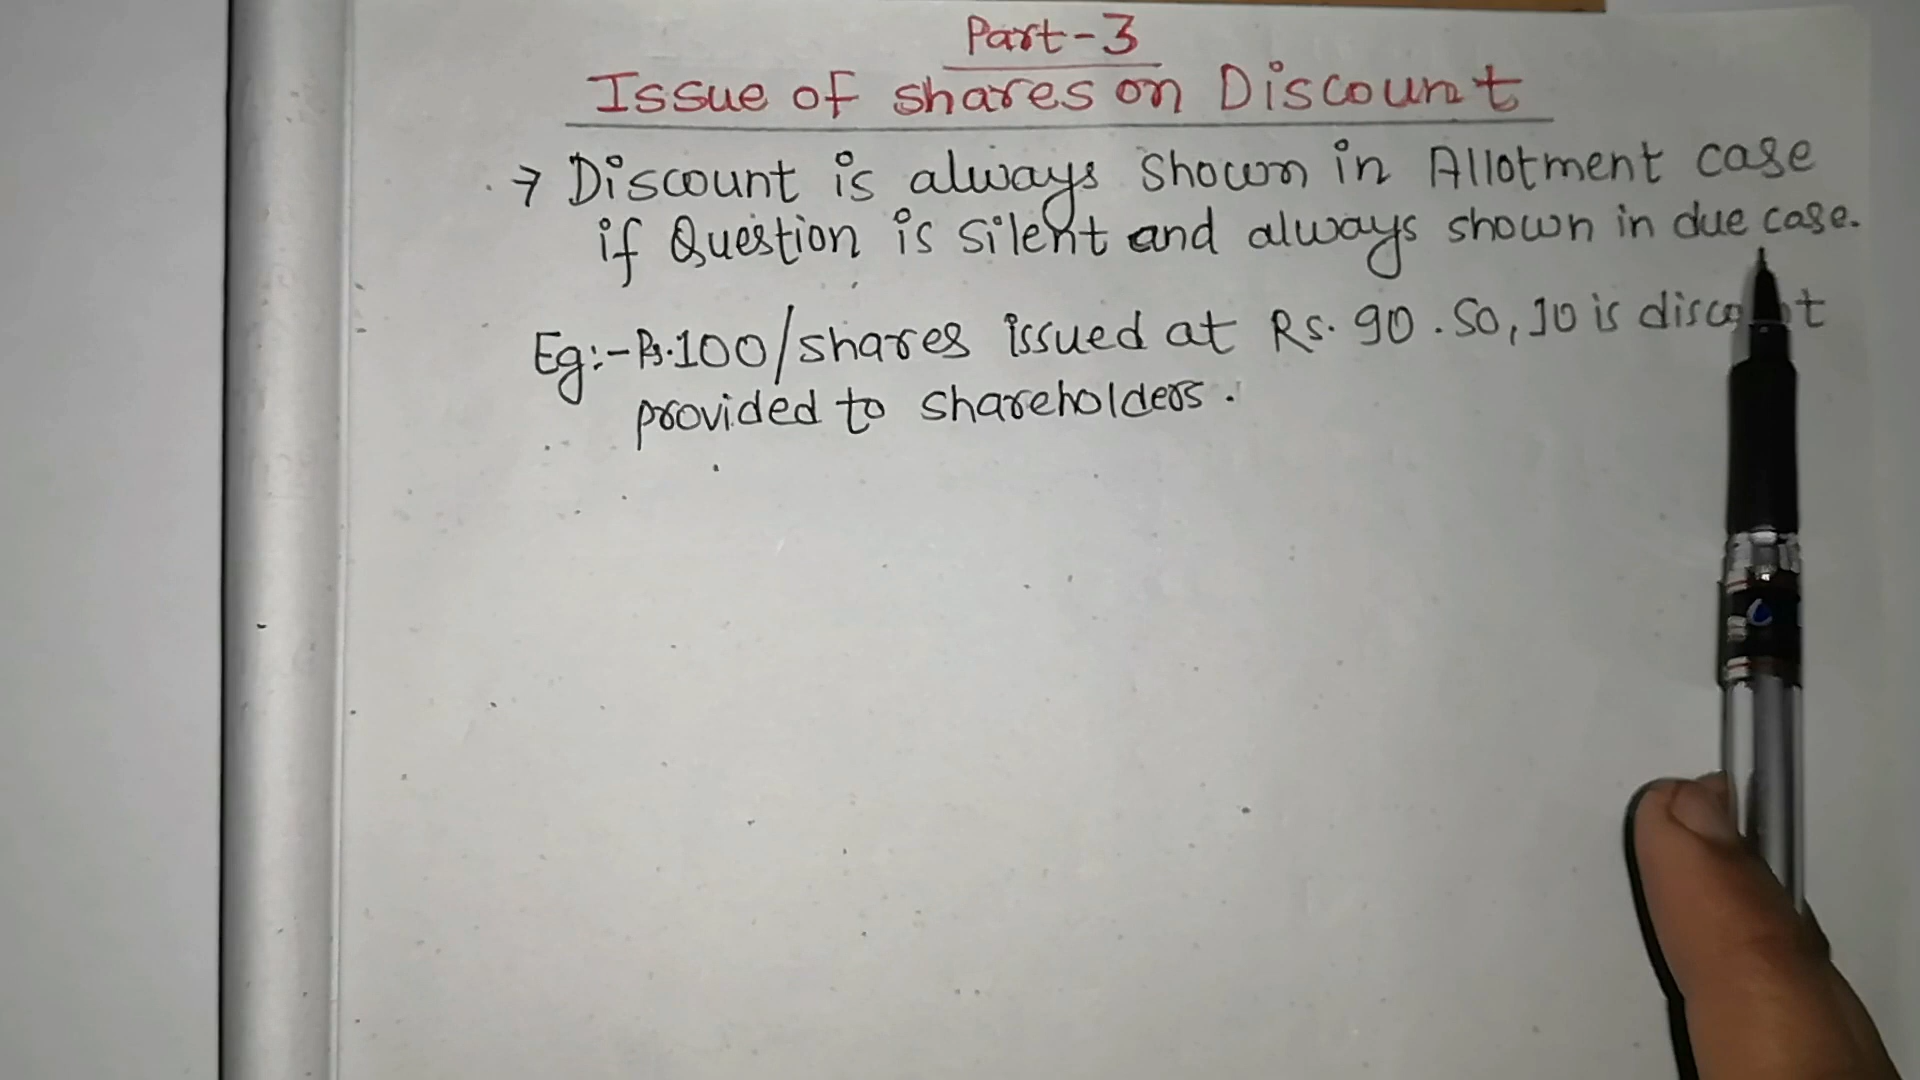 Part-3
Issue of shares on Discount
→ Discount is always shown in Allotment case
if Question is silent and always shown in due case.
Eg:- Rs.100/shares issued at Rs. 90. So, 10 is
provided to shareholders.